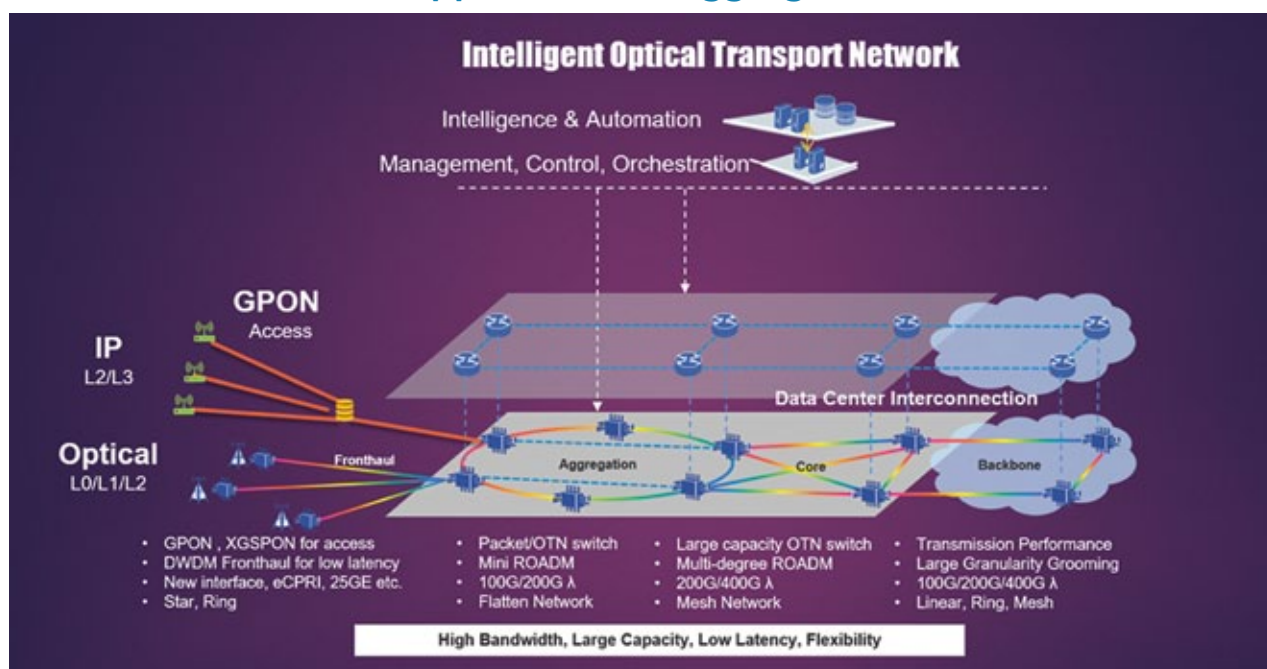 Intelligent Optical Transport Network
Intelligence & Automation
Management, Control, Orchestration
GPON
Access
IP
L2/L3
Data Center Interconnection
Optical
L0/L1/L2
Fronthaul
Aggregation
Core
Backbone
• GPON , XGSPON for access
• DWDM Fronthaul for low latency
• New interface, eCPRI, 25GE etc.
• Star, Ring
• Packet/OTN switch
• Mini ROADM
• 100G/200G λ
• Flatten Network
• Large capacity OTN switch
• Multi-degree ROADM
• 200G/400G λ
• Mesh Network
• Transmission Performance
• Large Granularity Grooming
• 100G/200G/400G λ
• Linear, Ring, Mesh
High Bandwidth, Large Capacity, Low Latency, Flexibility